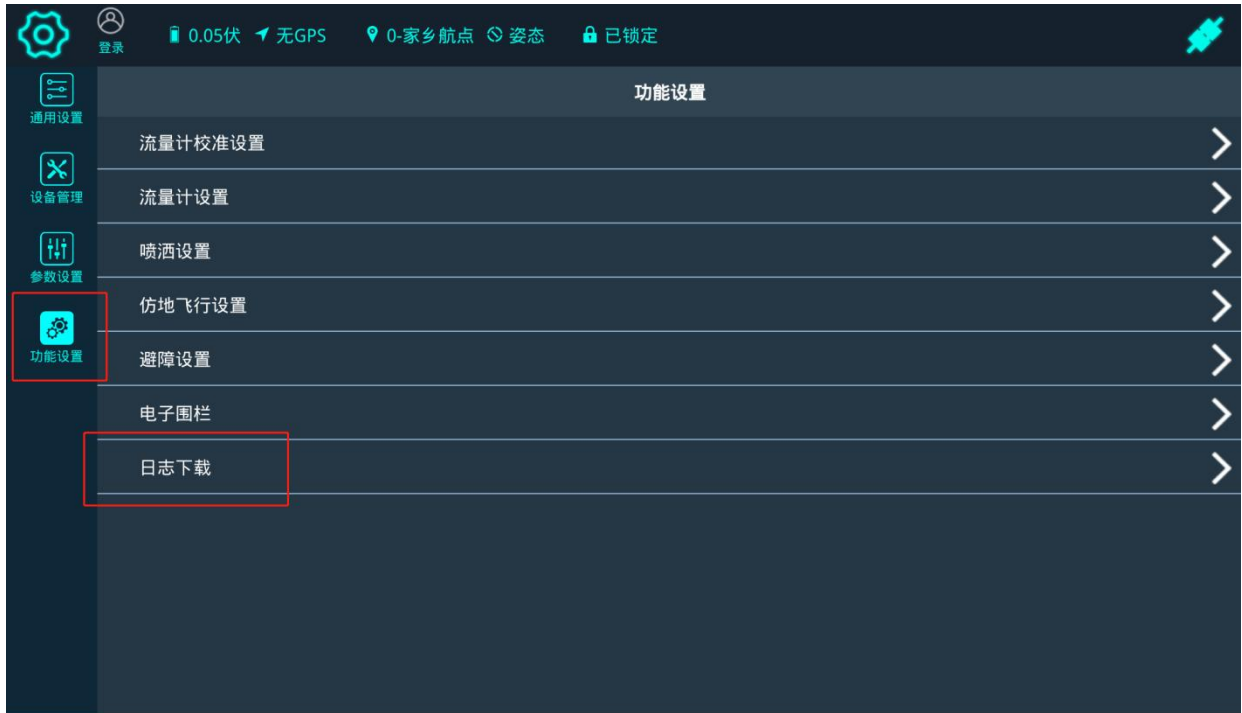 登录
0.05伏 无GPS 0-家乡航点 姿态 已锁定
通用设置
设备管理
参数设置
功能设置
功能设置
流量计校准设置
流量计设置
喷洒设置
仿地飞行设置
避障设置
电子围栏
日志下载